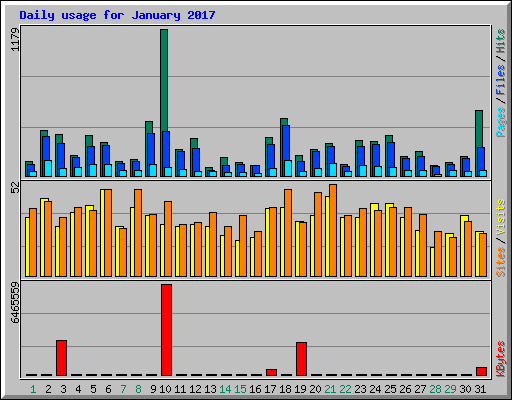 Daily usage for January 2017
1179
Pages / Files / Hits
52
Sites / Visits
6465559
KBytes
1 2 3 4 5 6 7 8 9 10 11 12 13 14 15 16 17 18 19 20 21 22 23 24 25 26 27 28 29 30 31